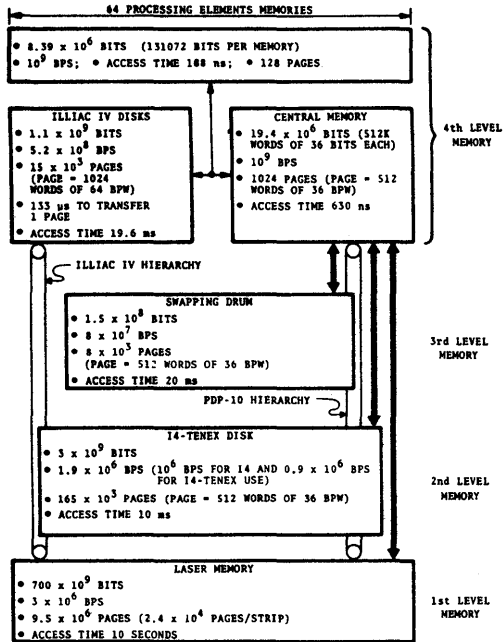 64 PROCESSING ELEMENTS MEMORIES
• 8.39 x 10⁶ BITS (131072 BITS PER MEMORY)
• 10⁹ BPS; • ACCESS TIME 188 ns; • 128 PAGES
ILLIAC IV DISKS
• 1.1 x 10⁹ BITS
• 5.2 x 10⁸ BPS
• 15 x 10³ PAGES
(PAGE = 1024
WORDS OF 64 BPW)
• 133 µs TO TRANSFER
1 PAGE
• ACCESS TIME 19.6 ms
CENTRAL MEMORY
• 19.4 x 10⁶ BITS (512K
WORDS OF 36 BITS EACH)
• 10⁹ BPS
• 1024 PAGES (PAGE = 512
WORDS OF 36 BPW)
• ACCESS TIME 630 ns
4th LEVEL
MEMORY
ILLIAC IV HIERARCHY
SWAPPING DRUM
• 1.5 x 10⁸ BITS
• 8 x 10⁷ BPS
• 8 x 10³ PAGES
(PAGE = 512 WORDS OF 36 BPW)
• ACCESS TIME 20 ms
3rd LEVEL
MEMORY
PDP-10 HIERARCHY
I4-TENEX DISK
• 3 x 10⁹ BITS
• 1.9 x 10⁶ BPS (10⁶ BPS FOR I4 AND 0.9 x 10⁶ BPS
FOR I4-TENEX USE)
• 165 x 10³ PAGES (PAGE = 512 WORDS OF 36 BPW)
• ACCESS TIME 10 ms
2nd LEVEL
MEMORY
LASER MEMORY
• 700 x 10⁹ BITS
• 3 x 10⁶ BPS
• 9.5 x 10⁶ PAGES (2.4 x 10⁴ PAGES/STRIP)
• ACCESS TIME 10 SECONDS
1st LEVEL
MEMORY